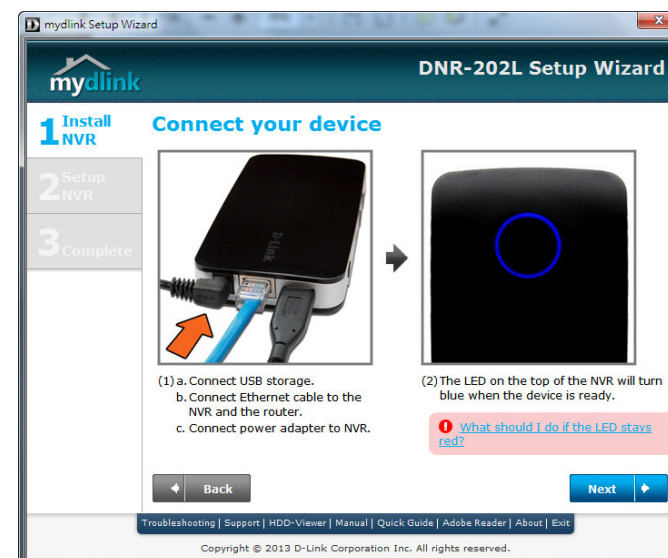 mydlink Setup Wizard
mydlink
DNR-202L Setup Wizard
1 Install NVR
2 Setup NVR
3 Complete
Connect your device
D-Link
(1) a. Connect USB storage.
b. Connect Ethernet cable to the
NVR and the router.
c. Connect power adapter to NVR.
(2) The LED on the top of the NVR will turn
blue when the device is ready.
What should I do if the LED stays
red?
Back
Next
Troubleshooting | Support | HDD-Viewer | Manual | Quick Guide | Adobe Reader | About | Exit
Copyright © 2013 D-Link Corporation Inc. All rights reserved.